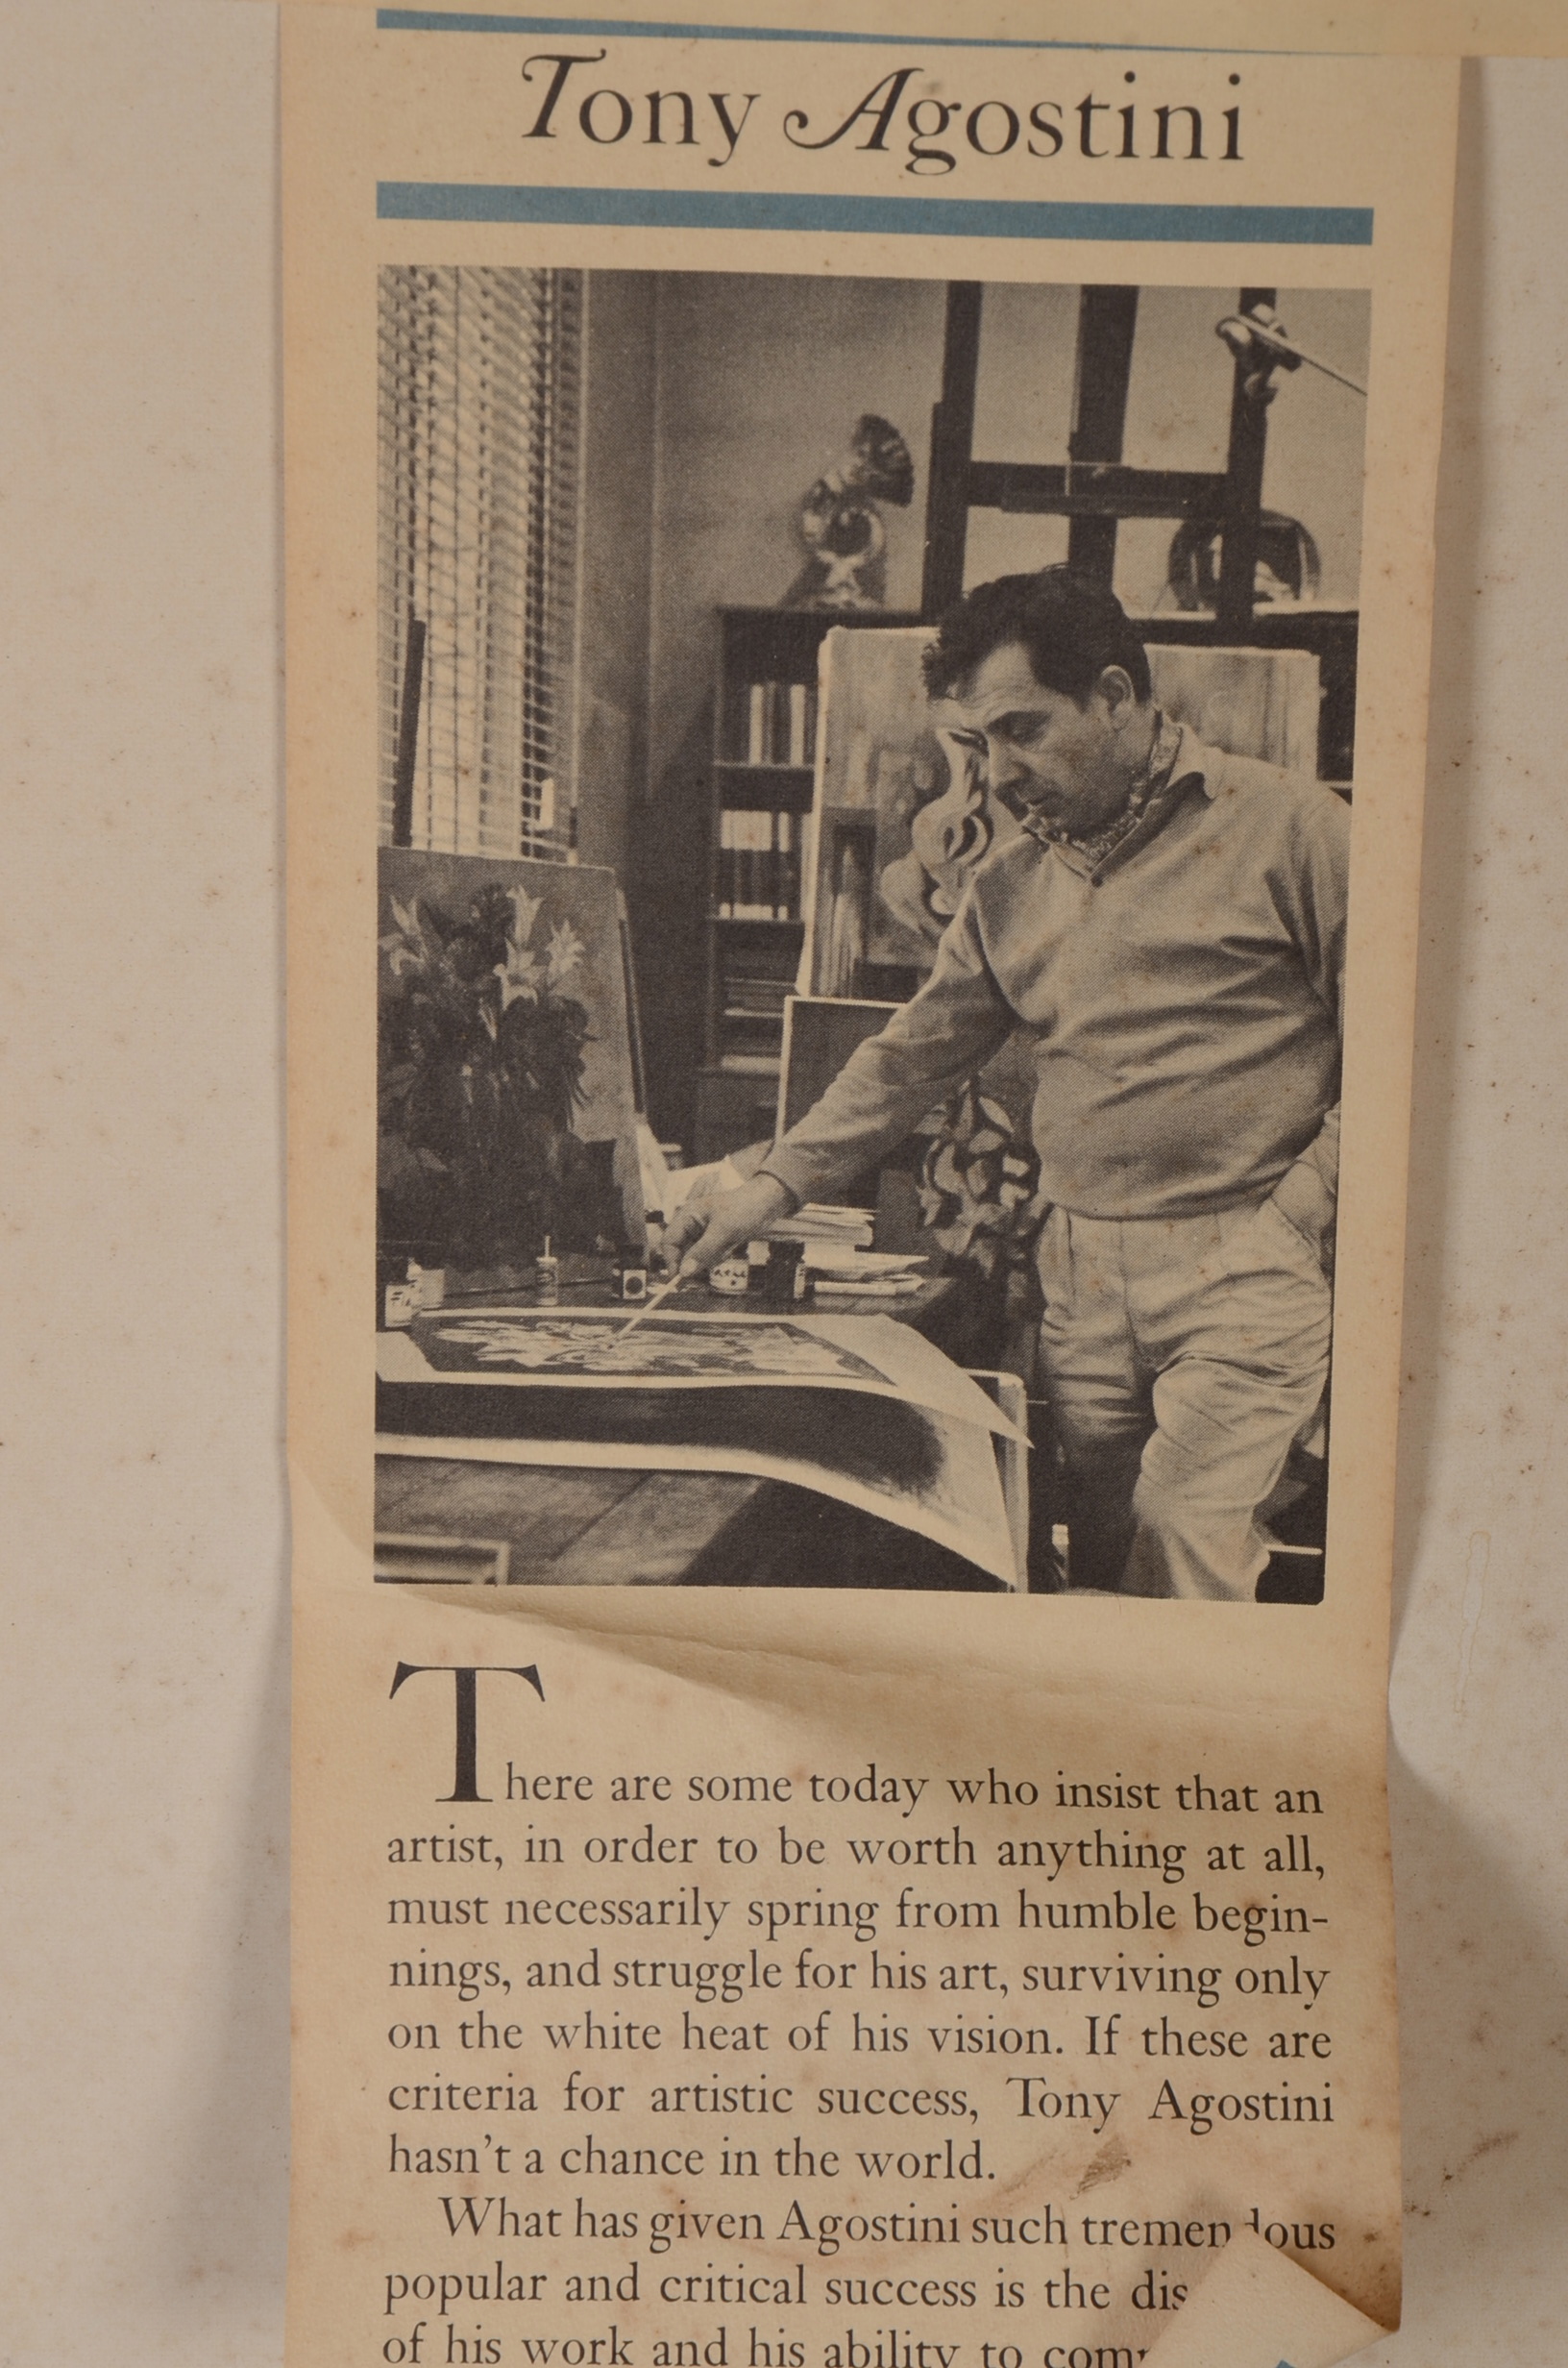 Tony Agostini
There are some today who insist that an
artist, in order to be worth anything at all,
must necessarily spring from humble begin-
nings, and struggle for his art, surviving only
on the white heat of his vision. If these are
criteria for artistic success, Tony Agostini
hasn't a chance in the world.
What has given Agostini such tremendous
popular and critical success is the
of his work and his ability to